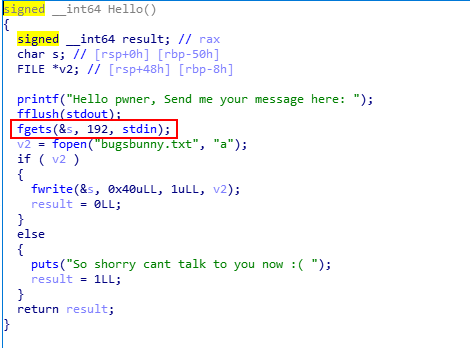 signed __int64 Hello()
{
signed __int64 result; // rax
char s; // [rsp+0h] [rbp-50h]
FILE *v2; // [rsp+48h] [rbp-8h]
printf("Hello pwner, Send me your message here: ");
fflush(stdout);
fgets(&s, 192, stdin);
v2 = fopen("bugsbunny.txt", "a");
if ( v2 )
{
fwrite(&s, 0x40uLL, 1uLL, v2);
result = 0LL;
}
else
{
puts("So shorry cant talk to you now :( ");
result = 1LL;
}
return result;
}